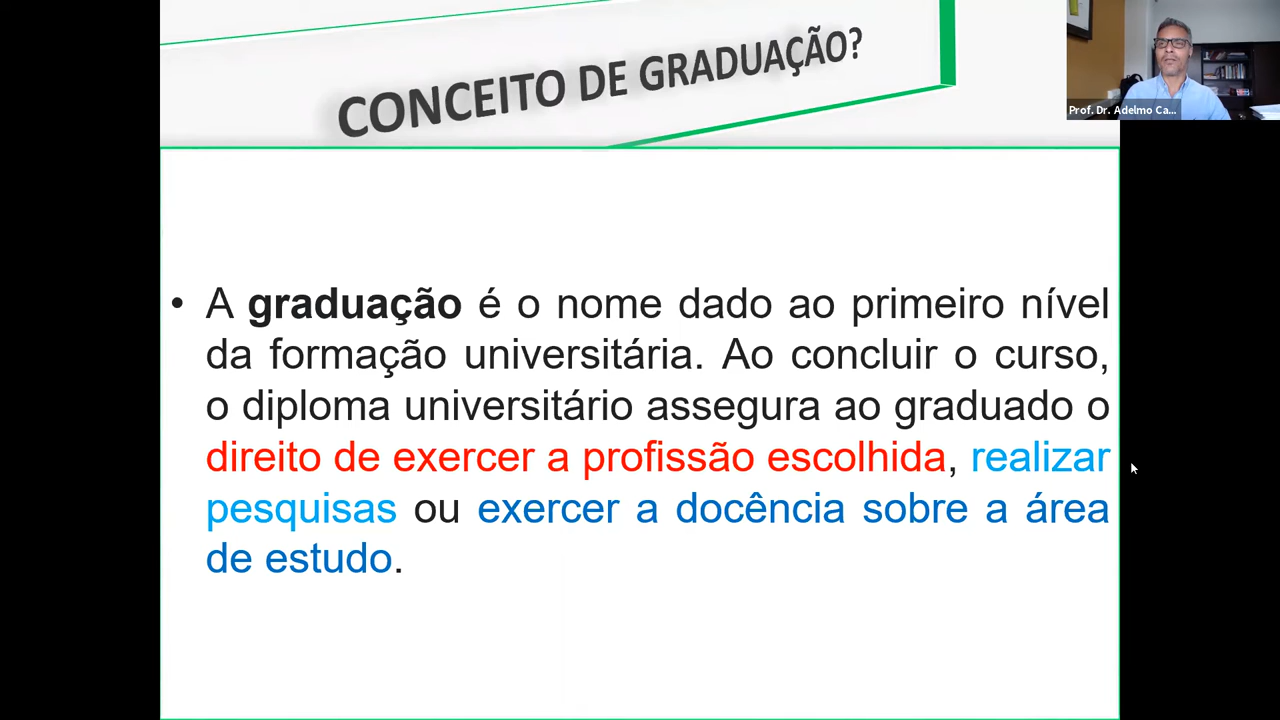 CONCEITO DE GRADUAÇÃO?
Prof. Dr. Adelmo Ca...
• A graduação é o nome dado ao primeiro nível
da formação universitária. Ao concluir o curso,
o diploma universitário assegura ao graduado o
direito de exercer a profissão escolhida, realizar
pesquisas ou exercer a docência sobre a área
de estudo.